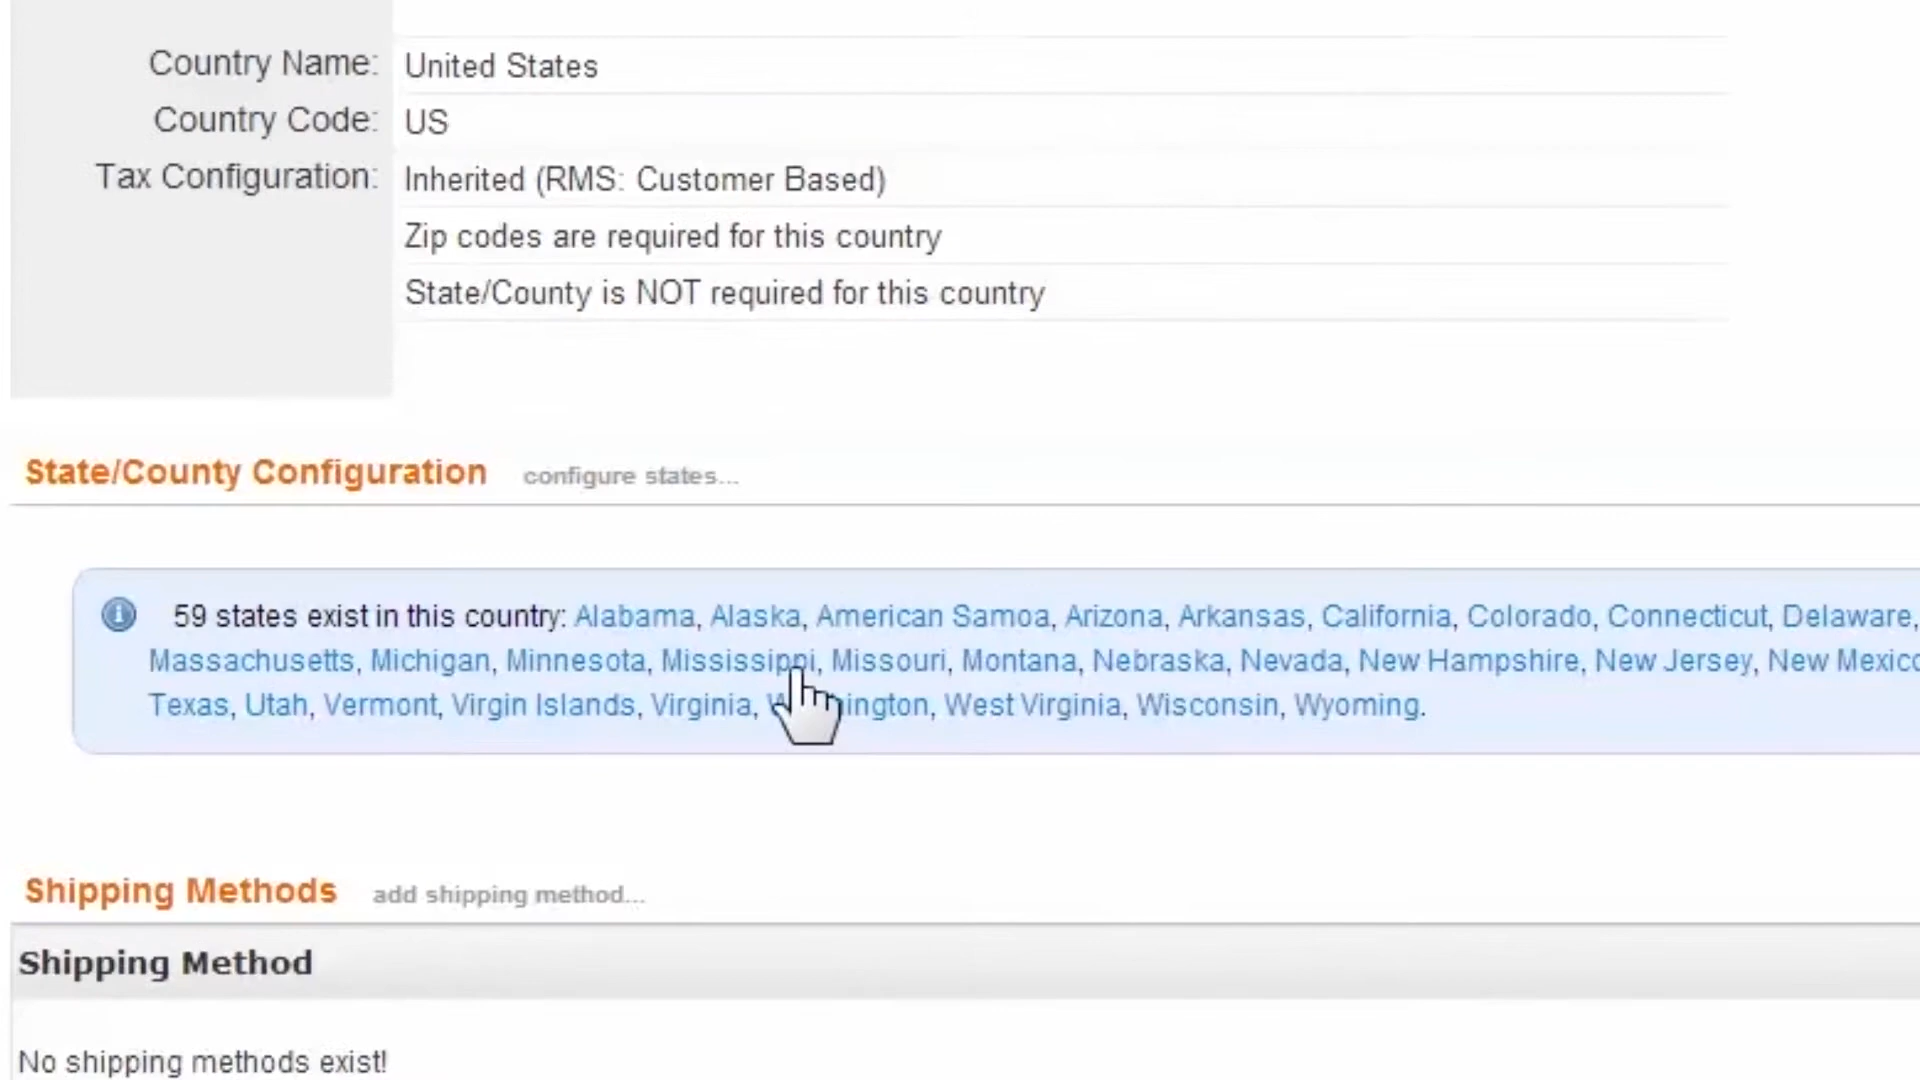 Country Name: United States
Country Code: US
Tax Configuration: Inherited (RMS: Customer Based)
Zip codes are required for this country
State/County is NOT required for this country
State/County Configuration configure states...
59 states exist in this country: Alabama, Alaska, American Samoa, Arizona, Arkansas, California, Colorado, Connecticut, Delaware,
Massachusetts, Michigan, Minnesota, Mississippi, Missouri, Montana, Nebraska, Nevada, New Hampshire, New Jersey, New Mexico
Texas, Utah, Vermont, Virgin Islands, Virginia, Washington, West Virginia, Wisconsin, Wyoming.
Shipping Methods add shipping method...
Shipping Method
No shipping methods exist!